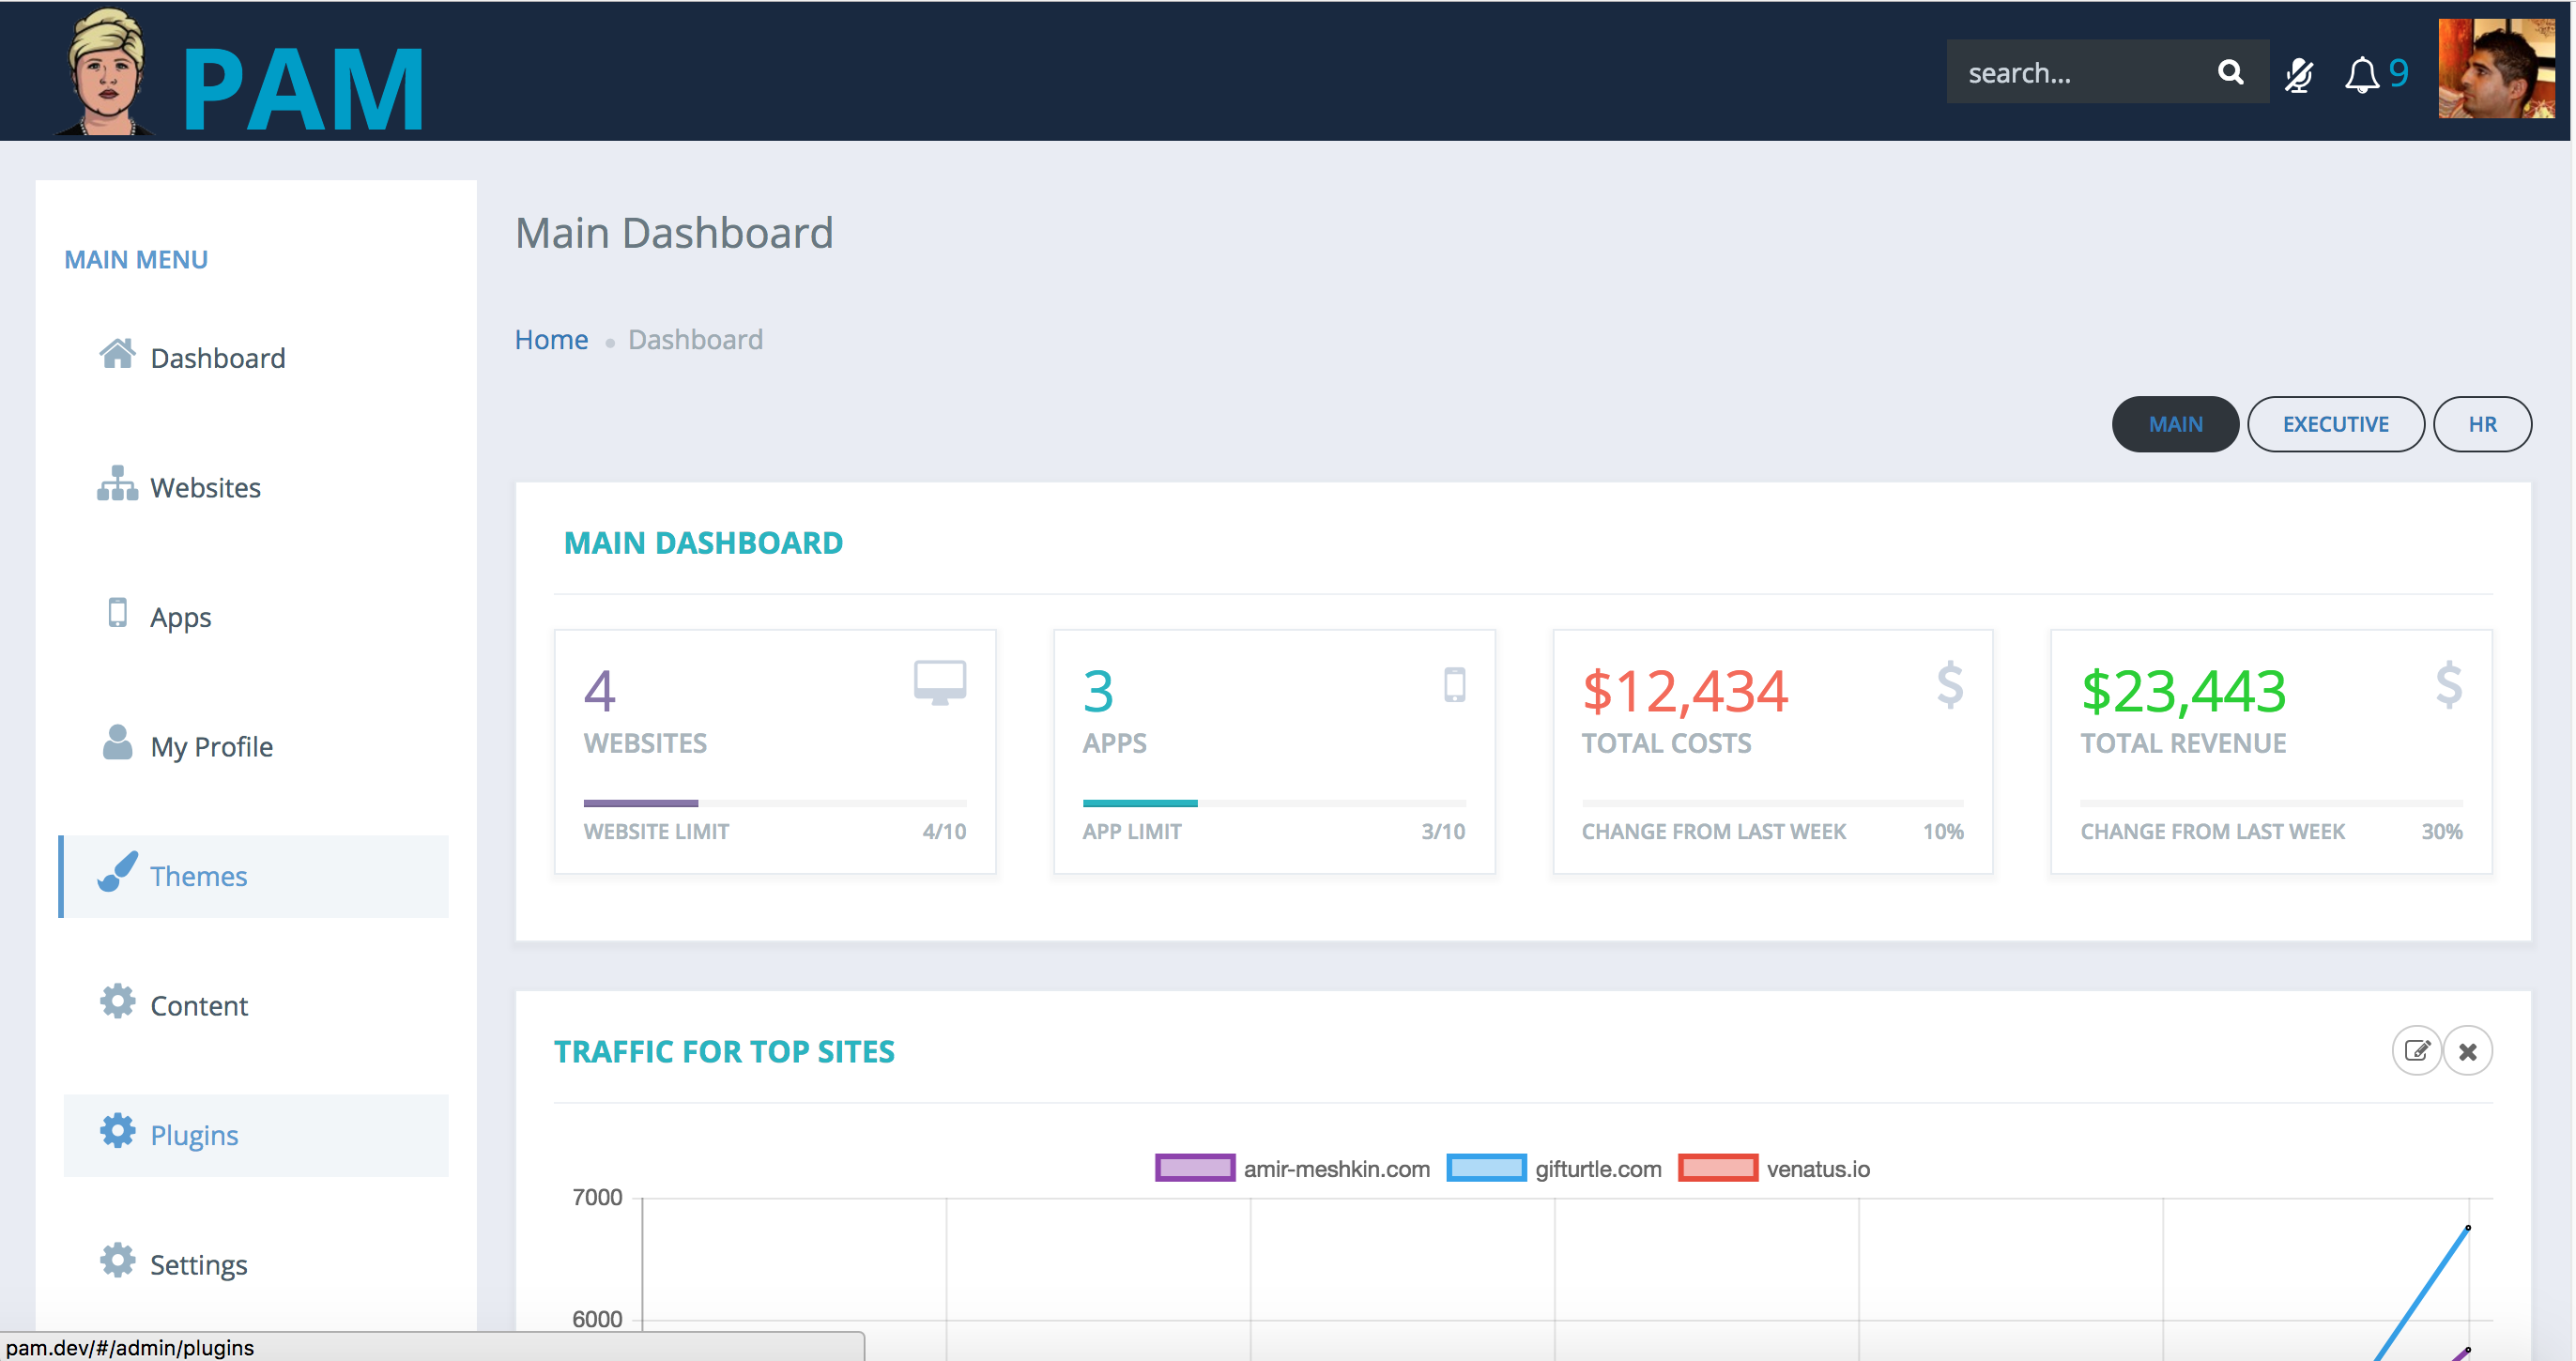 PAM
search...
9
MAIN MENU
Dashboard
Websites
Apps
My Profile
Themes
Content
Plugins
Settings
Main Dashboard
Home • Dashboard
MAIN EXECUTIVE HR
MAIN DASHBOARD
4
WEBSITES
WEBSITE LIMIT 4/10
3
APPS
APP LIMIT 3/10
$12,434
TOTAL COSTS
CHANGE FROM LAST WEEK 10%
$23,443
TOTAL REVENUE
CHANGE FROM LAST WEEK 30%
TRAFFIC FOR TOP SITES
amir-meshkin.com gifturtle.com venatus.io
7000
6000
pam.dev/#/admin/plugins